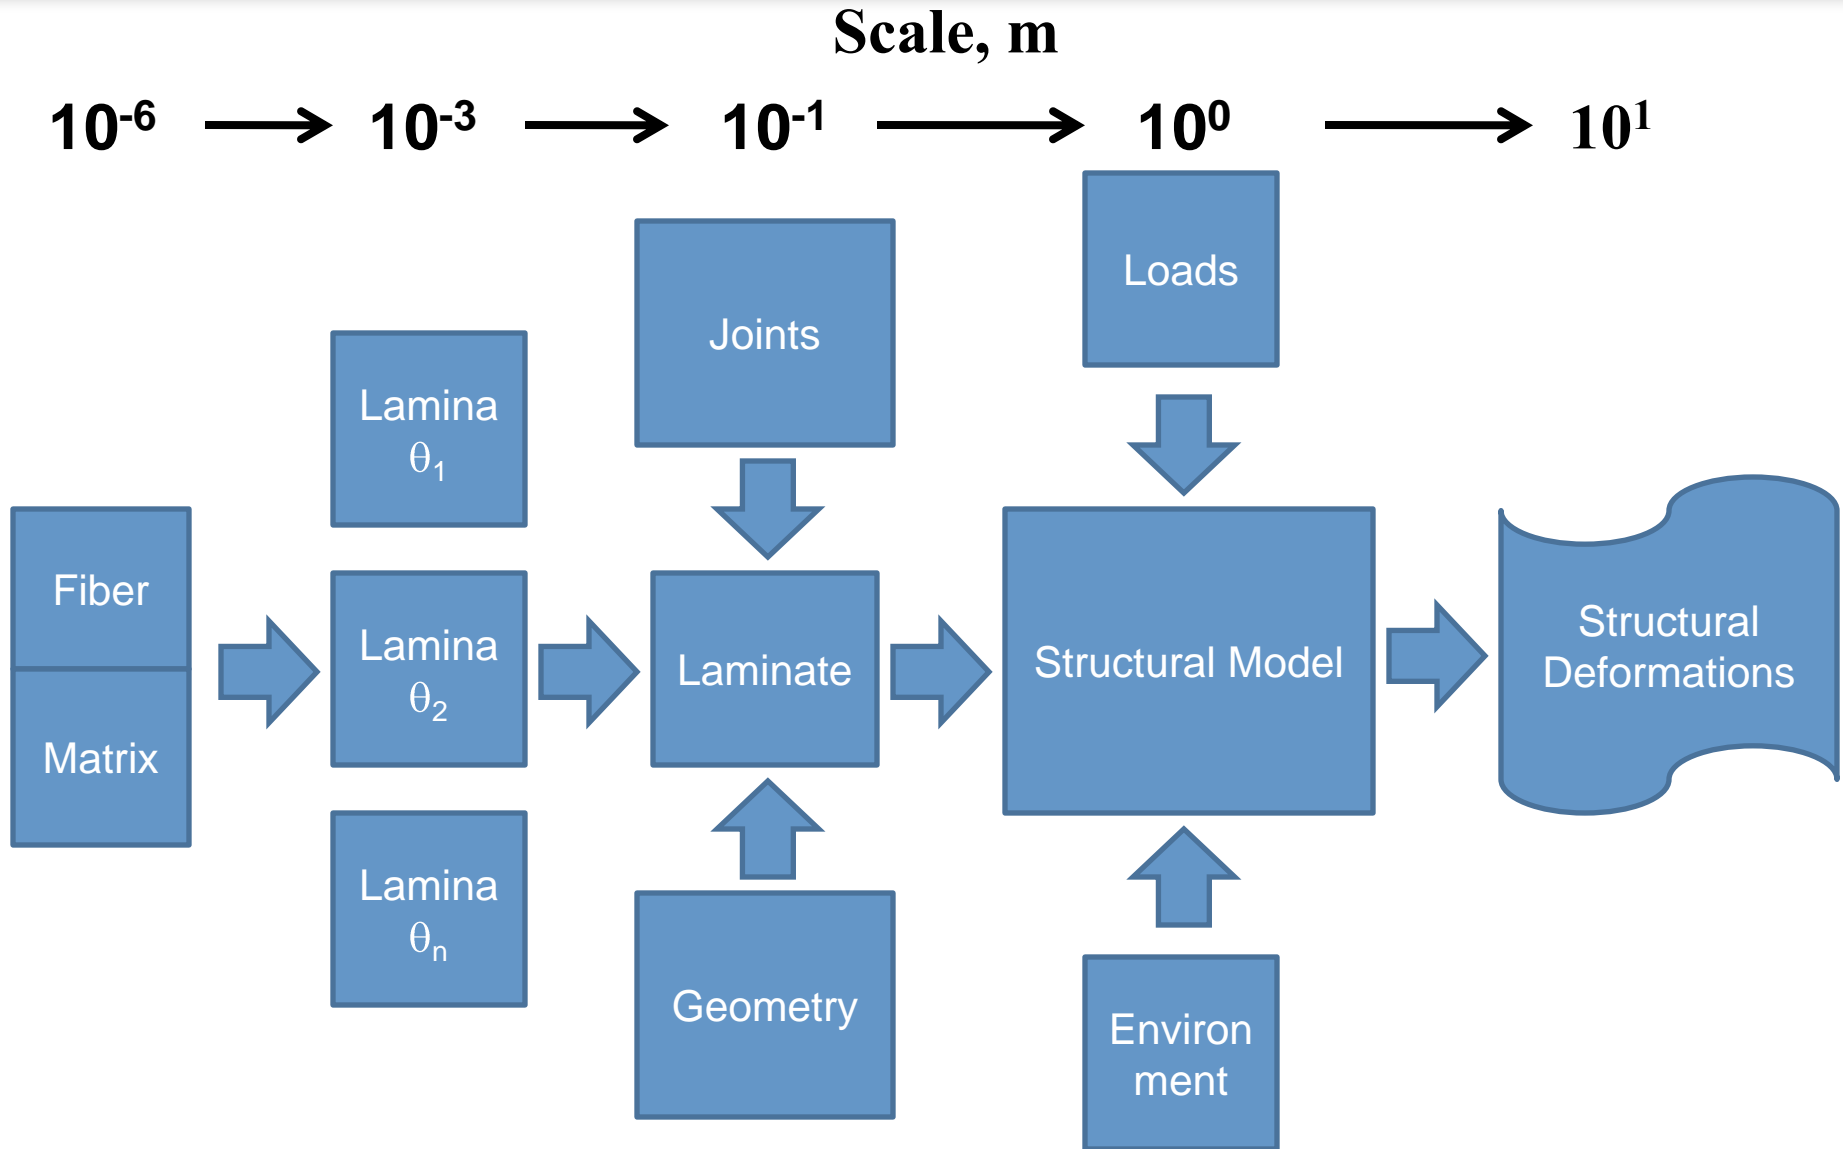 Scale, m
10⁻⁶ → 10⁻³ → 10⁻¹ → 10⁰ → 10¹
Fiber
Matrix
Lamina
θ₁
Lamina
θ₂
Lamina
θₙ
Joints
Laminate
Geometry
Loads
Structural Model
Environ
ment
Structural
Deformations